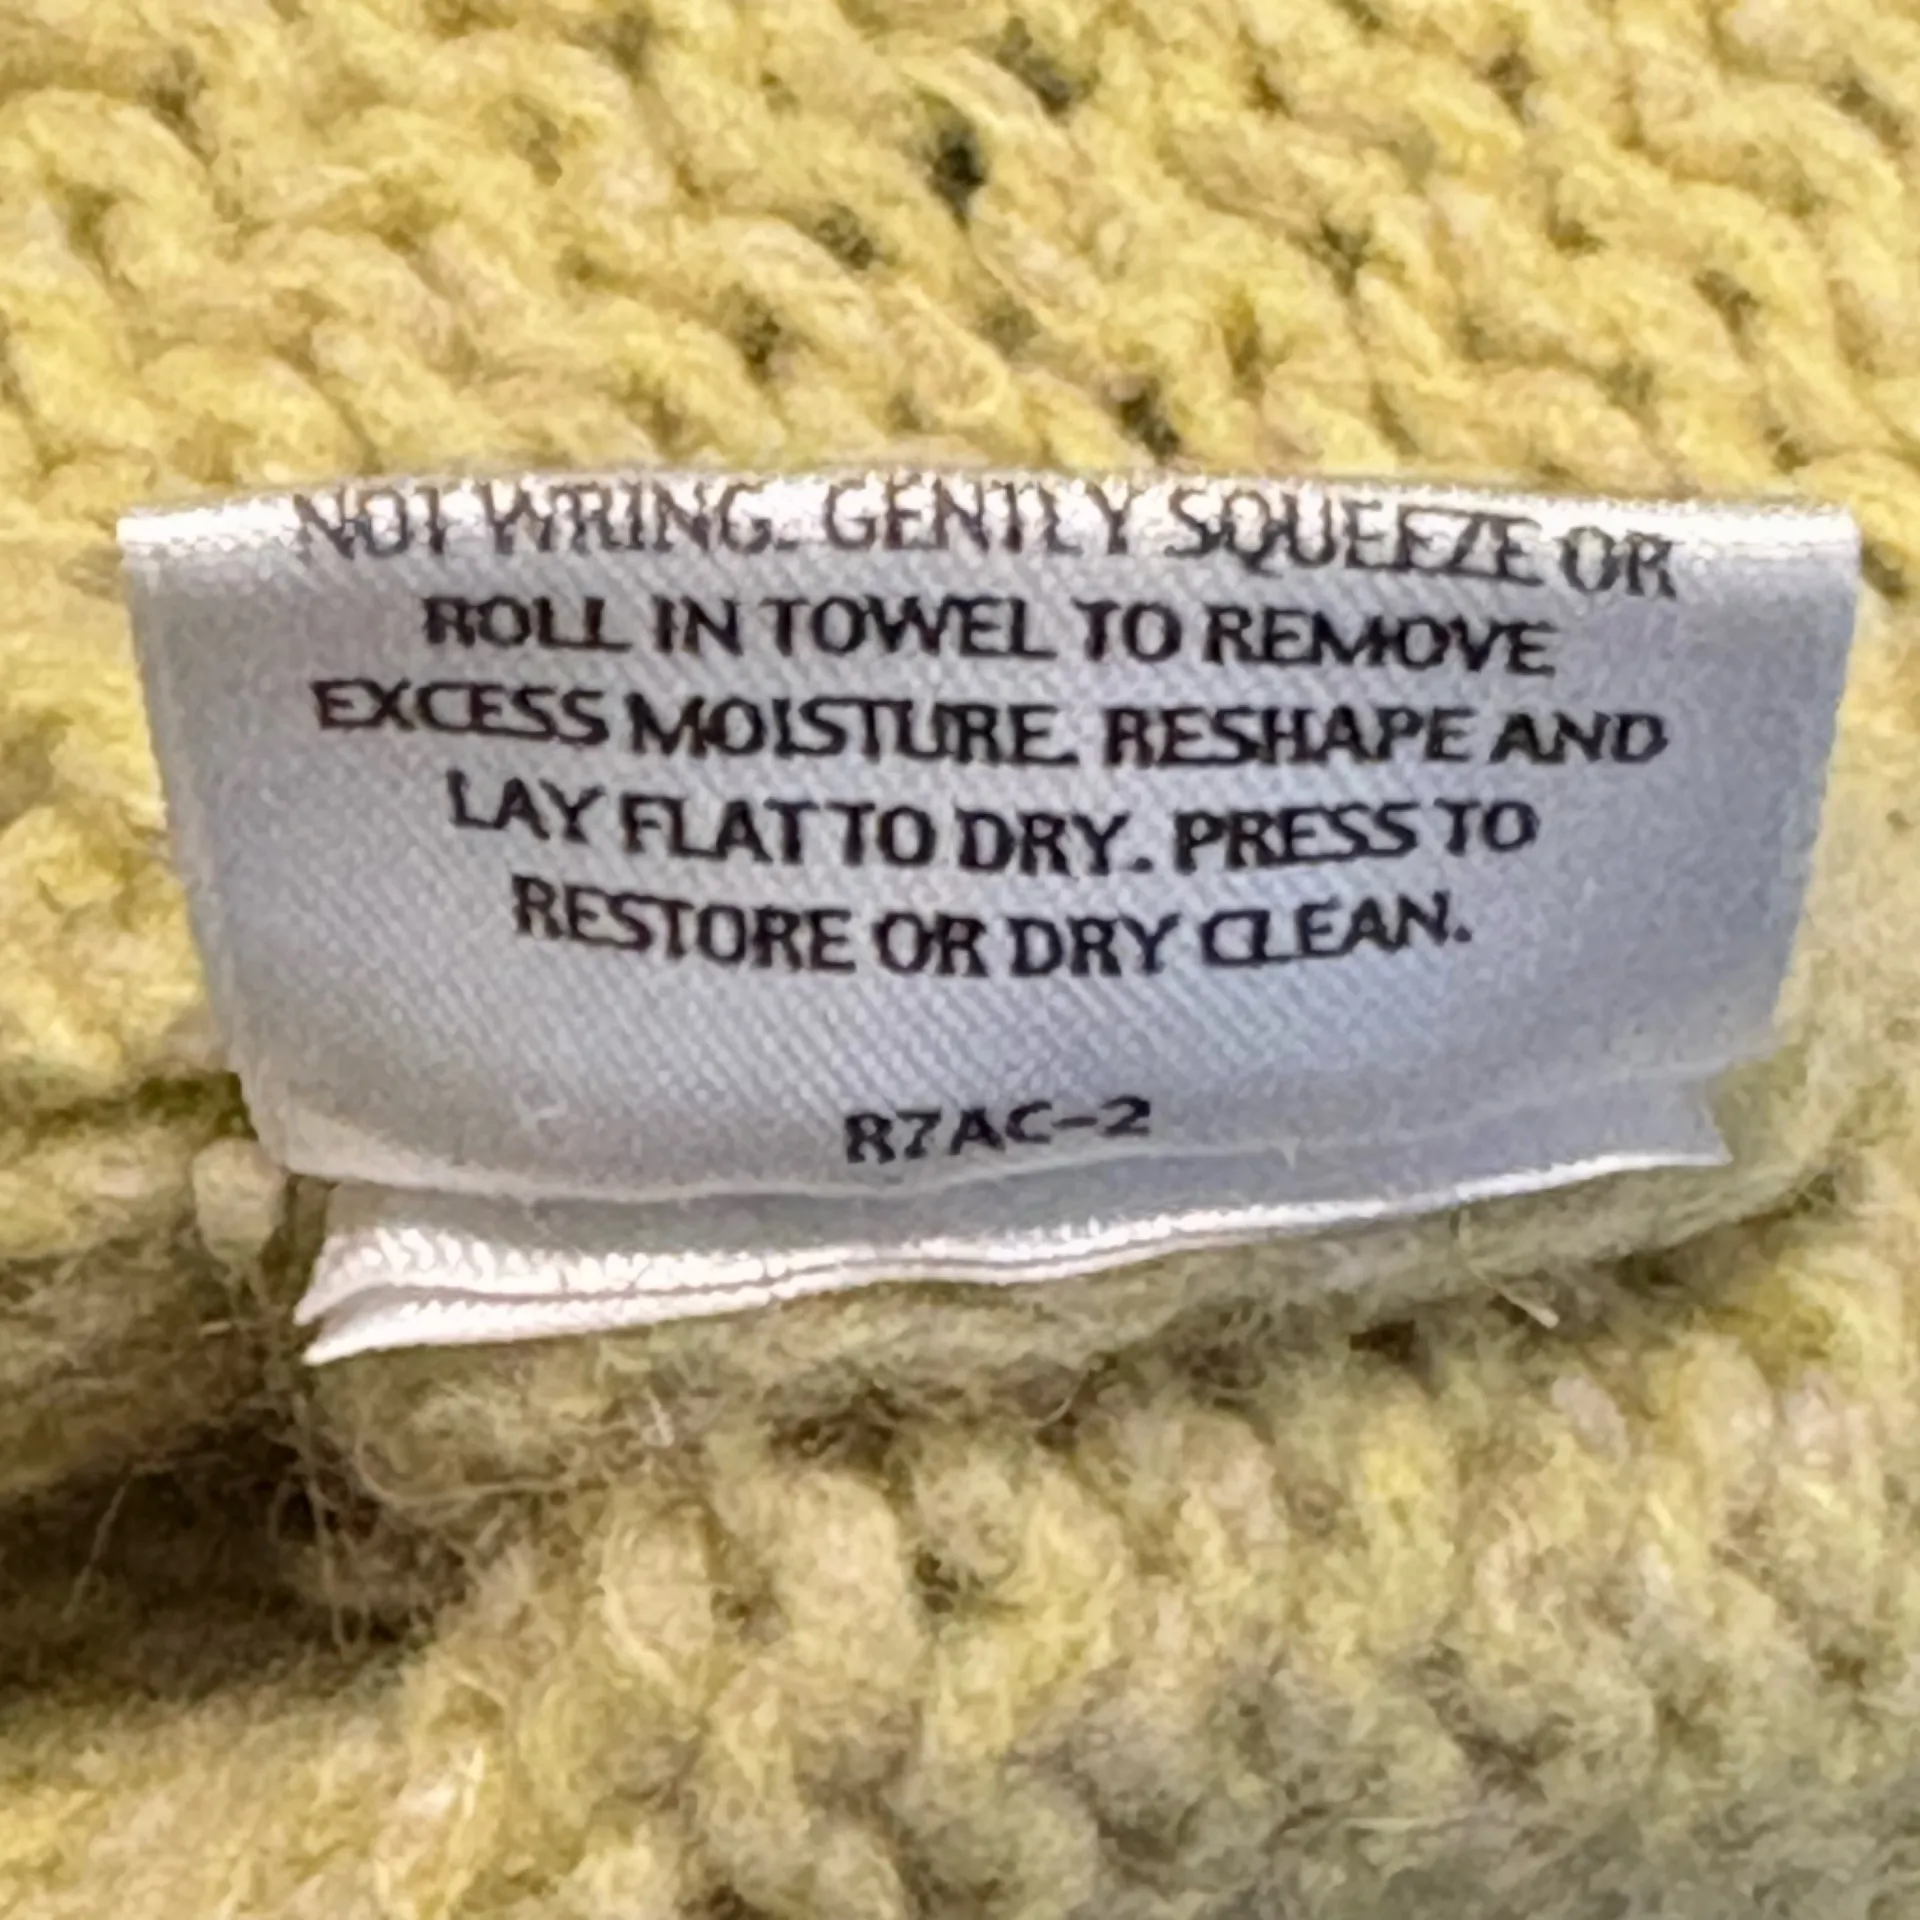 NOT WRING. GENTLY SQUEEZE OR
ROLL IN TOWEL TO REMOVE
EXCESS MOISTURE. RESHAPE AND
LAY FLAT TO DRY. PRESS TO
RESTORE OR DRY CLEAN.
R7AC-2